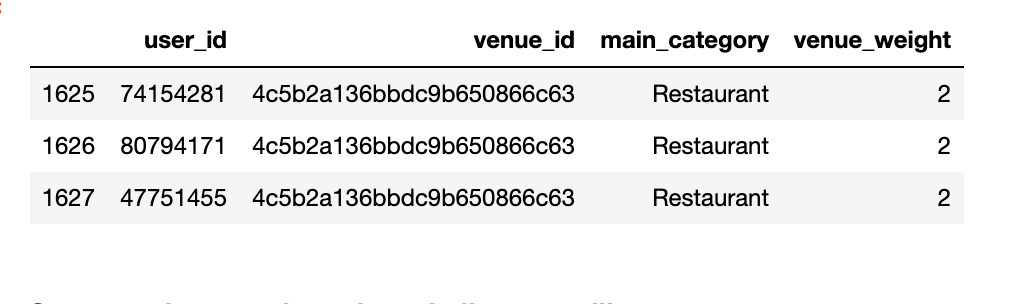 user_id venue_id main_category venue_weight
1625 74154281 4c5b2a136bbdc9b650866c63 Restaurant 2
1626 80794171 4c5b2a136bbdc9b650866c63 Restaurant 2
1627 47751455 4c5b2a136bbdc9b650866c63 Restaurant 2